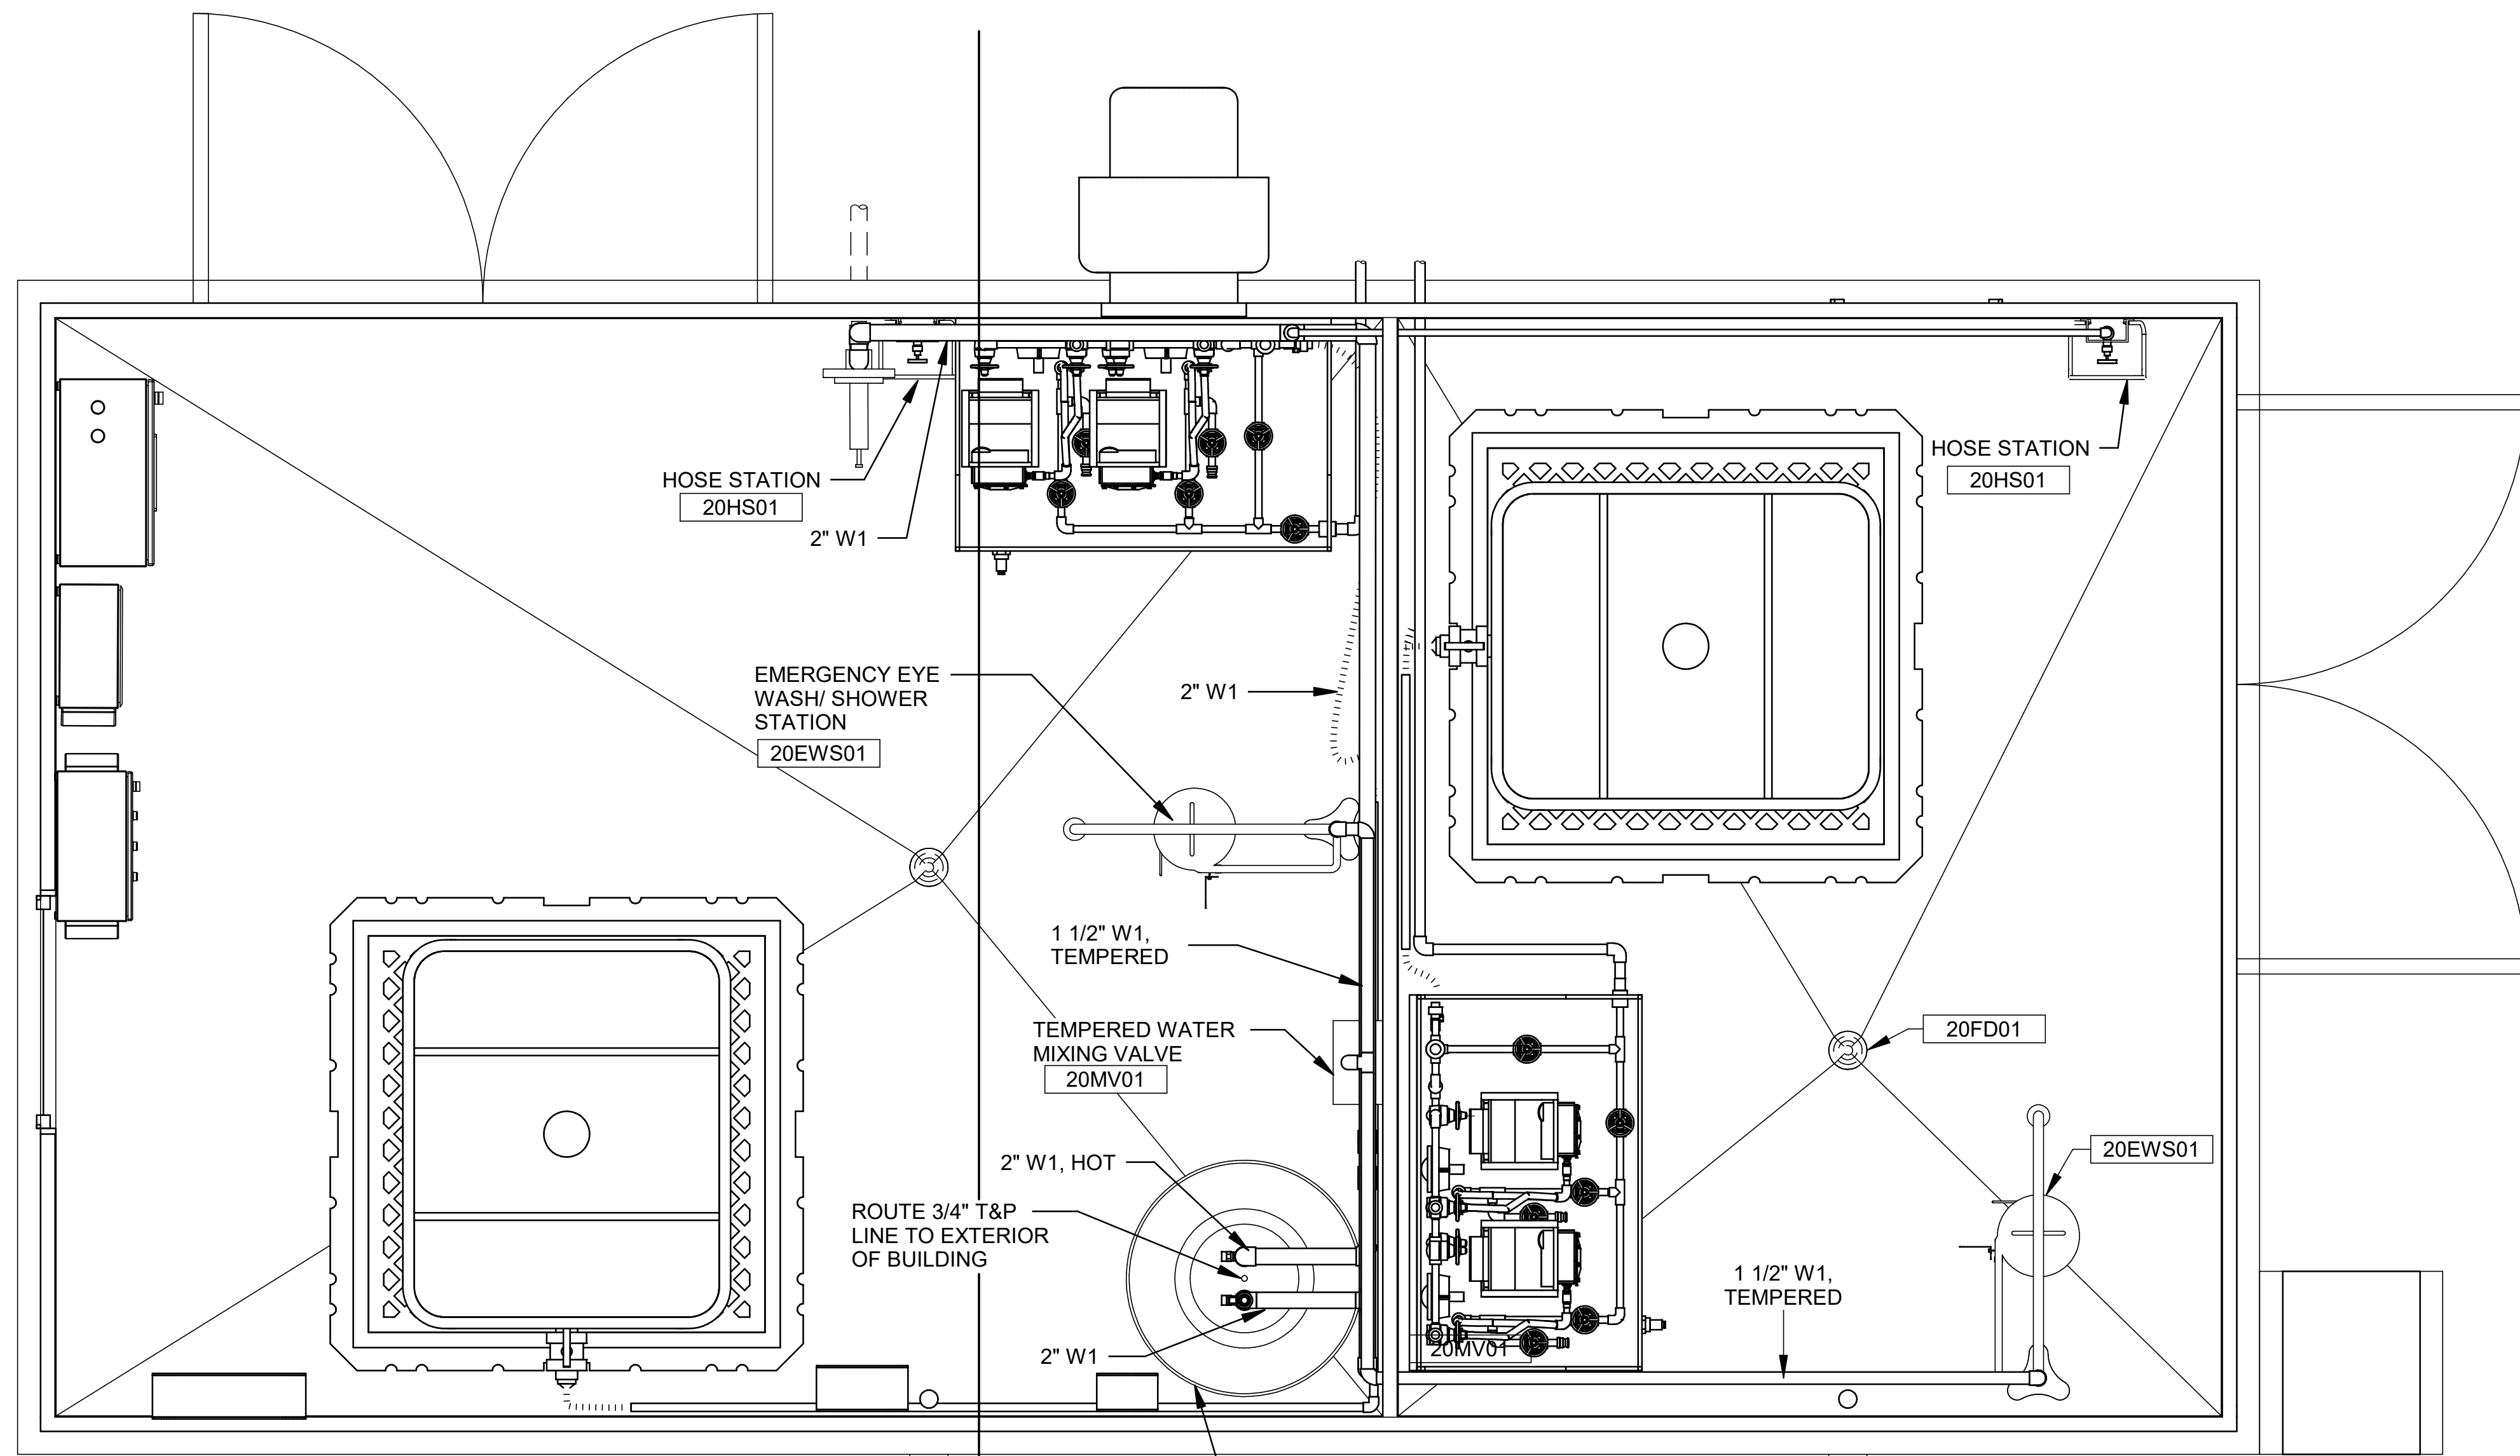 HOSE STATION
20HS01
2" W1
HOSE STATION
20HS01
EMERGENCY EYE
WASH/ SHOWER
STATION
20EWS01
2" W1
1 1/2" W1,
TEMPERED
TEMPERED WATER
MIXING VALVE
20MV01
20FD01
2" W1, HOT
20EWS01
ROUTE 3/4" T&P
LINE TO EXTERIOR
OF BUILDING
1 1/2" W1,
TEMPERED
2" W1
20MV01